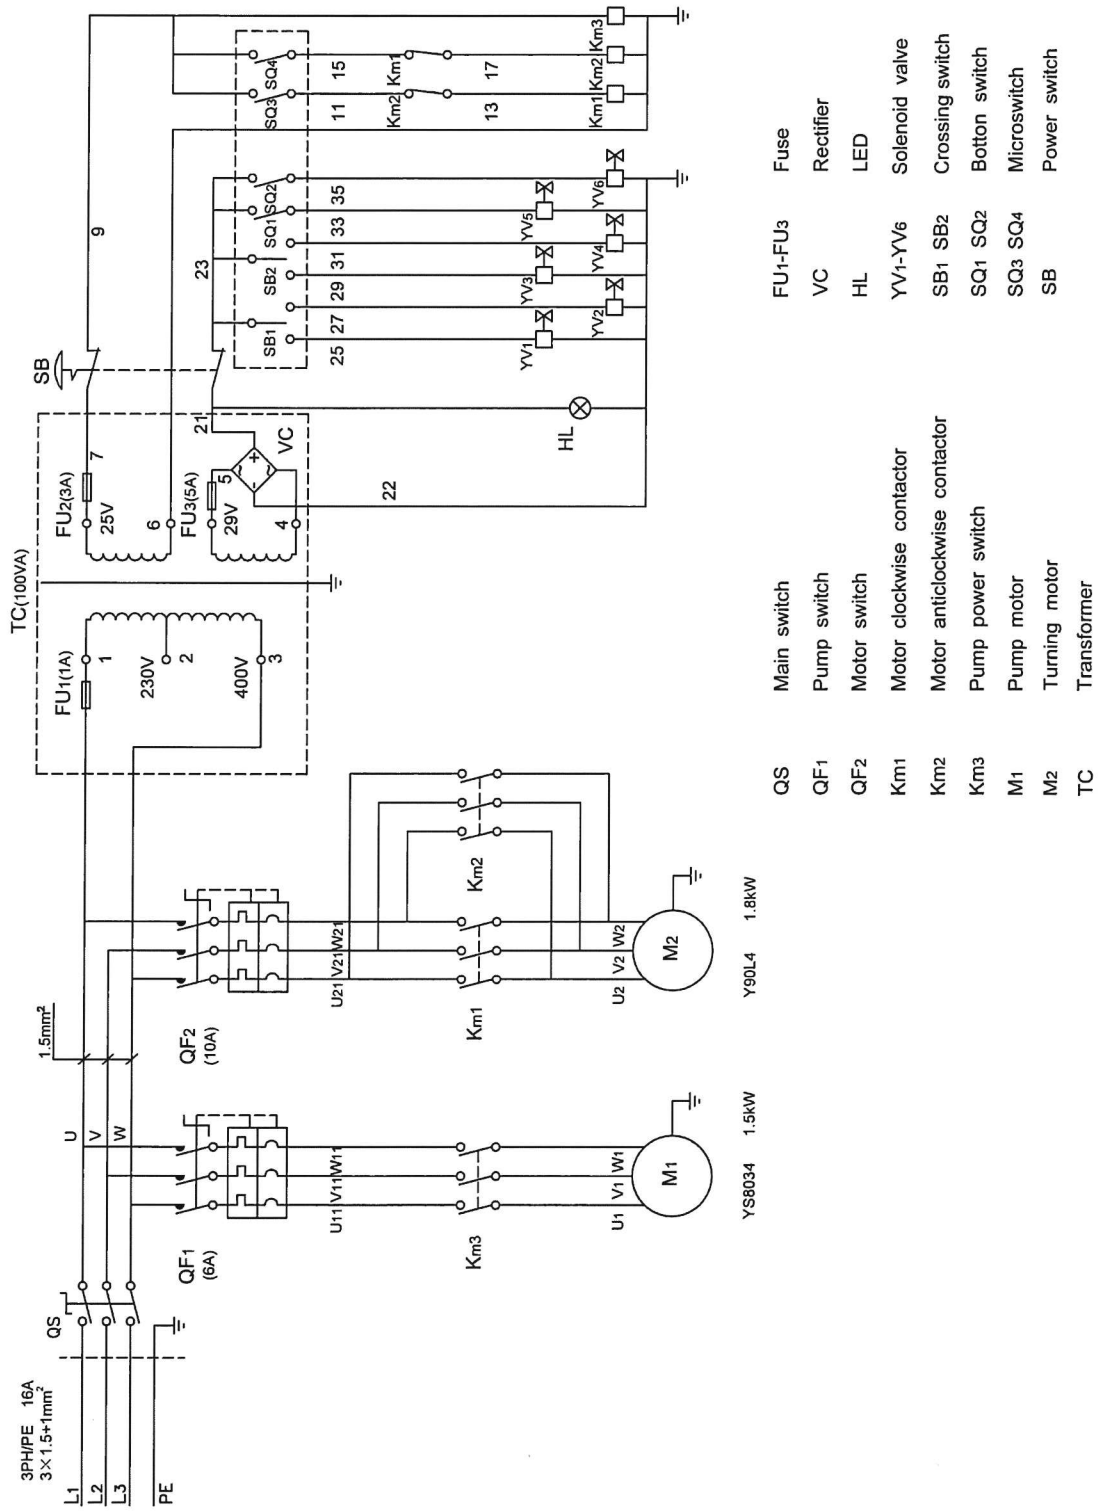 3PH/PE 16A
3×1.5+1mm²
L1
L2
L3
PE
QS
U
V
W
1.5mm²
QF1
(6A)
U11 V11 W11
Km3
U1 V1 W1
M1
YS8034 1.5kW
QF2
(10A)
U21 V21 W21
Km1
Km2
U2 V2 W2
M2
Y90L4 1.8kW
TC(100VA)
FU1(1A)
1
230V
2
400V
3
FU2(3A)
25V
7
6
FU3(5A)
29V
5
4
VC
+
-
21
22
HL
SB
9
23
SB1
SB2
SQ1
SQ2
SQ3
SQ4
25
27
29
31
33
35
11
15
Km2
Km1
13
17
YV1
YV2
YV3
YV4
YV5
YV6
Km1
Km2
Km3
QS Main switch
QF1 Pump switch
QF2 Motor switch
Km1 Motor clockwise contactor
Km2 Motor anticlockwise contactor
Km3 Pump power switch
M1 Pump motor
M2 Turning motor
TC Transformer
FU1-FU3 Fuse
VC Rectifier
HL LED
YV1-YV6 Solenoid valve
SB1 SB2 Crossing switch
SQ1 SQ2 Botton switch
SQ3 SQ4 Microswitch
SB Power switch